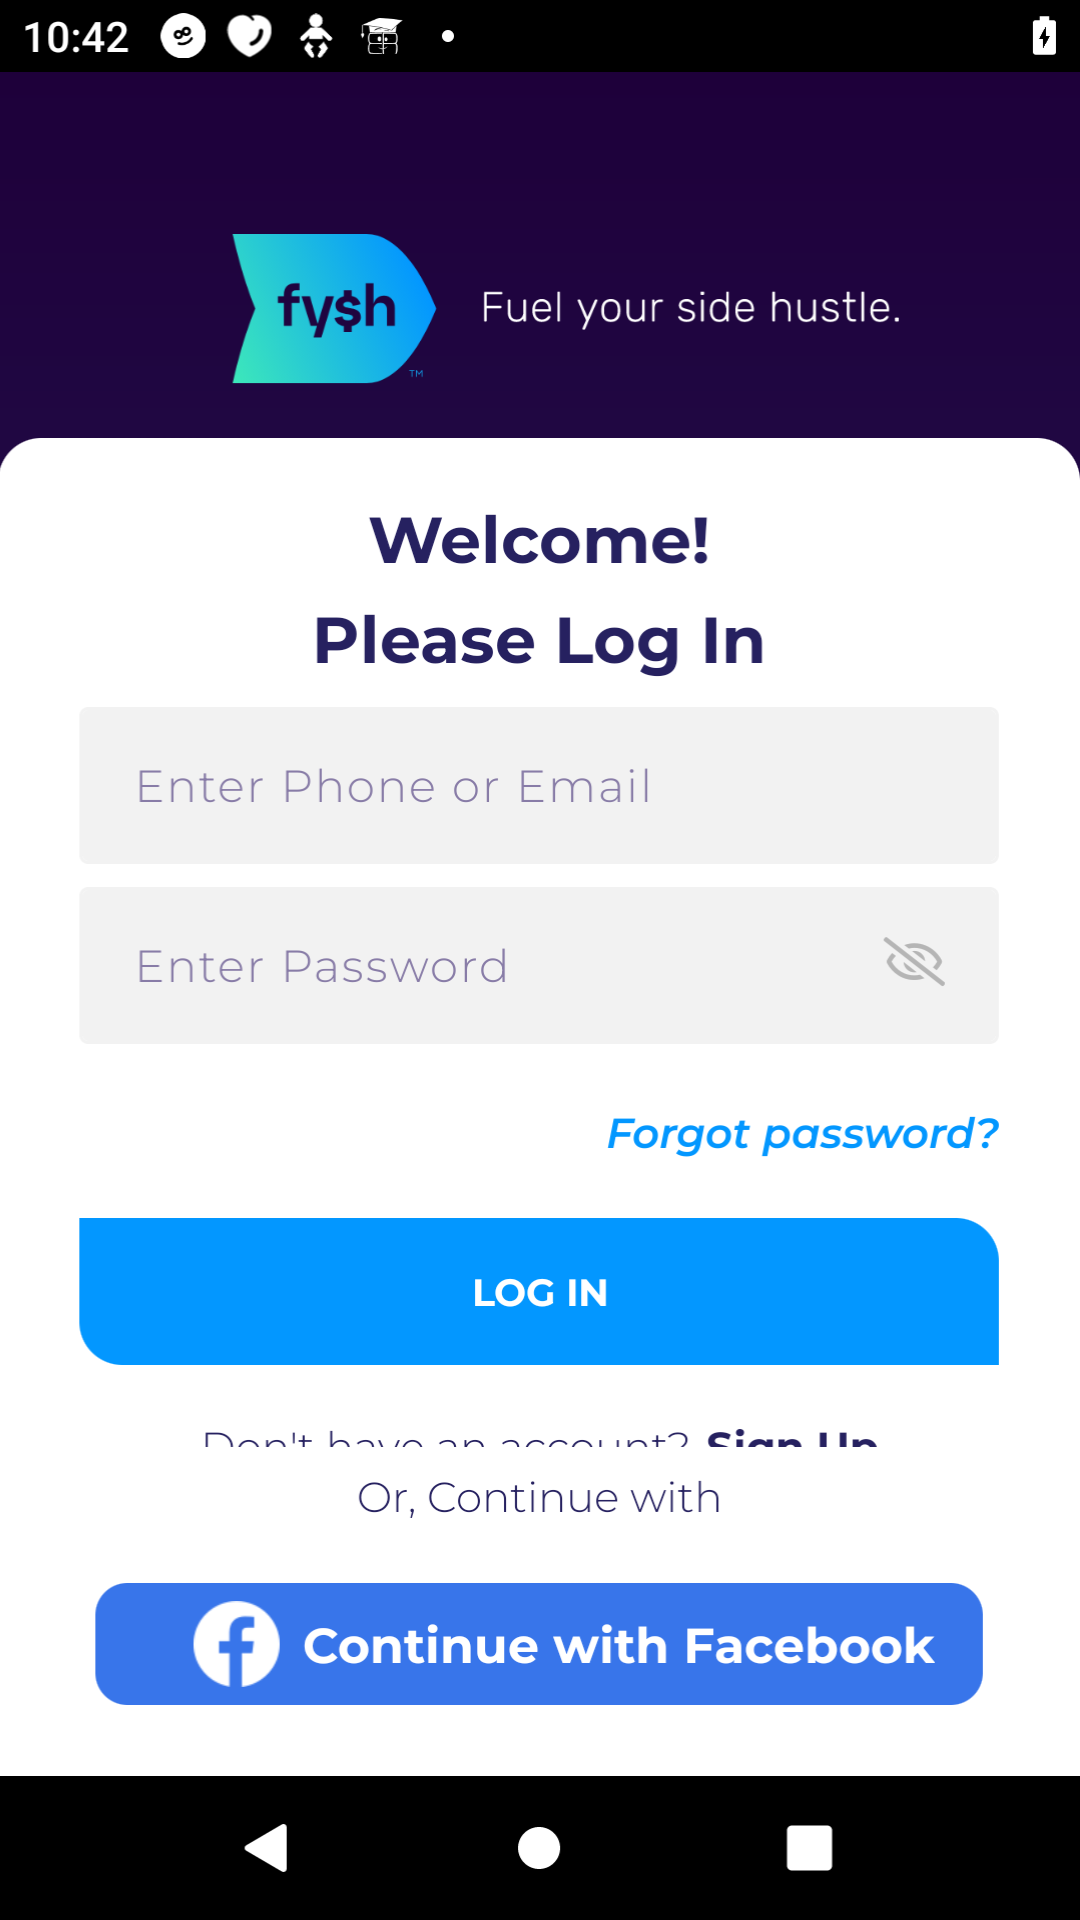 10:42
fy$h
TM
Fuel your side hustle.
Welcome!
Please Log In
Enter Phone or Email
Enter Password
Forgot password?
LOG IN
Don't have an account? Sign Up
Or, Continue with
Continue with Facebook